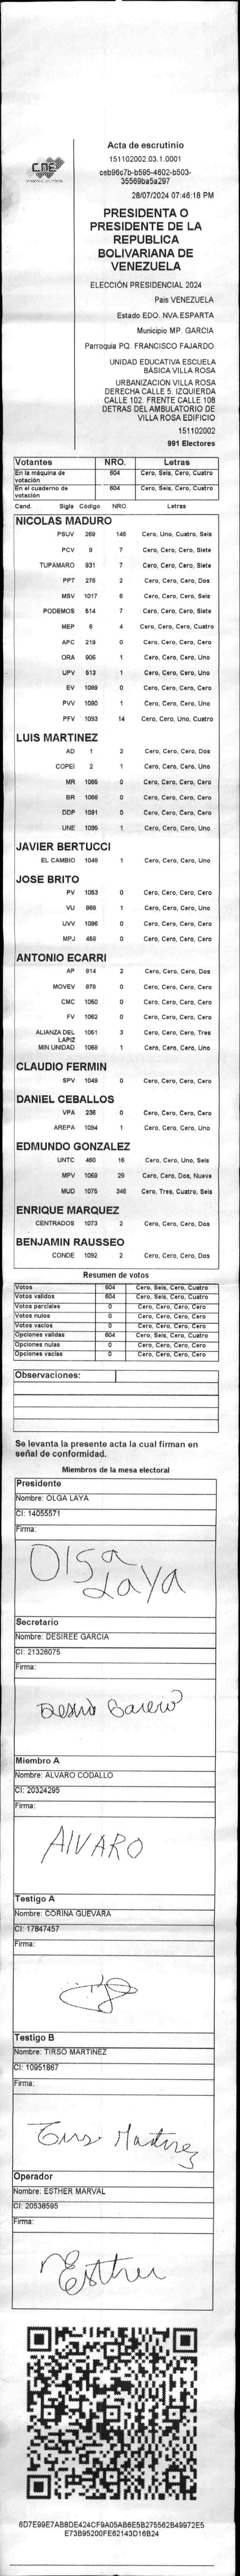 CNE
Acta de escrutinio
151102002.03.1.0001
ceb96c7b-b595-4602-b503-
35569ba5a297
28/07/2024 07:46:18 PM
PRESIDENTA O
PRESIDENTE DE LA
REPUBLICA
BOLIVARIANA DE
VENEZUELA
ELECCIÓN PRESIDENCIAL 2024
Pais VENEZUELA
Estado EDO. NVA.ESPARTA
Municipio MP. GARCIA
Parroquia PQ. FRANCISCO FAJARDO
UNIDAD EDUCATIVA ESCUELA
BÁSICA VILLA ROSA
URBANIZACION VILLA ROSA
DERECHA CALLE 5. IZQUIERDA
CALLE 102. FRENTE CALLE 108
DETRAS DEL AMBULATORIO DE
VILLA ROSA EDIFICIO
151102002
991 Electores
Votantes NRO. Letras
En la máquina de votación 604 Cero, Seis, Cero, Cuatro
En el cuaderno de votación 604 Cero, Seis, Cero, Cuatro
Cand. Sigla Código NRO. Letras
NICOLAS MADURO
PSUV 269 146 Cero, Uno, Cuatro, Seis
PCV 9 7 Cero, Cero, Cero, Siete
TUPAMARO 931 7 Cero, Cero, Cero, Siete
PPT 276 2 Cero, Cero, Cero, Dos
MSV 1017 6 Cero, Cero, Cero, Seis
PODEMOS 514 7 Cero, Cero, Cero, Siete
MEP 6 4 Cero, Cero, Cero, Cuatro
APC 219 0 Cero, Cero, Cero, Cero
ORA 906 1 Cero, Cero, Cero, Uno
UPV 513 1 Cero, Cero, Cero, Uno
EV 1089 0 Cero, Cero, Cero, Cero
PVV 1090 1 Cero, Cero, Cero, Uno
PFV 1093 14 Cero, Cero, Uno, Cuatro
LUIS MARTINEZ
AD 1 2 Cero, Cero, Cero, Dos
COPEI 2 1 Cero, Cero, Cero, Uno
MR 1065 0 Cero, Cero, Cero, Cero
BR 1066 0 Cero, Cero, Cero, Cero
DDP 1091 0 Cero, Cero, Cero, Cero
UNE 1095 1 Cero, Cero, Cero, Uno
JAVIER BERTUCCI
EL CAMBIO 1048 1 Cero, Cero, Cero, Uno
JOSE BRITO
PV 1053 0 Cero, Cero, Cero, Cero
VU 868 1 Cero, Cero, Cero, Uno
UVV 1096 0 Cero, Cero, Cero, Cero
MPJ 458 0 Cero, Cero, Cero, Cero
ANTONIO ECARRI
AP 814 2 Cero, Cero, Cero, Dos
MOVEV 878 0 Cero, Cero, Cero, Cero
CMC 1050 0 Cero, Cero, Cero, Cero
FV 1062 0 Cero, Cero, Cero, Cero
ALIANZA DEL LAPIZ 1051 3 Cero, Cero, Cero, Tres
MIN UNIDAD 1068 1 Cero, Cero, Cero, Uno
CLAUDIO FERMIN
SPV 1049 0 Cero, Cero, Cero, Cero
DANIEL CEBALLOS
VPA 236 0 Cero, Cero, Cero, Cero
AREPA 1094 1 Cero, Cero, Cero, Uno
EDMUNDO GONZALEZ
UNTC 460 16 Cero, Cero, Uno, Seis
MPV 1069 29 Cero, Cero, Dos, Nueve
MUD 1075 346 Cero, Tres, Cuatro, Seis
ENRIQUE MARQUEZ
CENTRADOS 1073 2 Cero, Cero, Cero, Dos
BENJAMIN RAUSSEO
CONDE 1092 2 Cero, Cero, Cero, Dos
Resumen de votos
Votos 604 Cero, Seis, Cero, Cuatro
Votos validos 604 Cero, Seis, Cero, Cuatro
Votos parciales 0 Cero, Cero, Cero, Cero
Votos nulos 0 Cero, Cero, Cero, Cero
Votos vacios 0 Cero, Cero, Cero, Cero
Opciones validas 604 Cero, Seis, Cero, Cuatro
Opciones nulas 0 Cero, Cero, Cero, Cero
Opciones vacias 0 Cero, Cero, Cero, Cero
Observaciones:
Se levanta la presente acta la cual firman en
señal de conformidad.
Miembros de la mesa electoral
Presidente
Nombre: OLGA LAYA
CI: 14055571
Firma:
Olga
Laya
Secretario
Nombre: DESIREE GARCIA
CI: 21326075
Firma:
Miembro A
Nombre: ALVARO CODALLO
CI: 20324295
Firma:
AlVARO
Testigo A
Nombre: CORINA GUEVARA
CI: 17847457
Firma:
Testigo B
Nombre: TIRSO MARTINEZ
CI: 10951867
Firma:
Tirso Martinez
Operador
Nombre: ESTHER MARVAL
CI: 20538595
Firma:
Esther
6D7E99E7AB8DE424CF9A05AB6E5B275562B49972E5
E73B95200FE62143D16B24